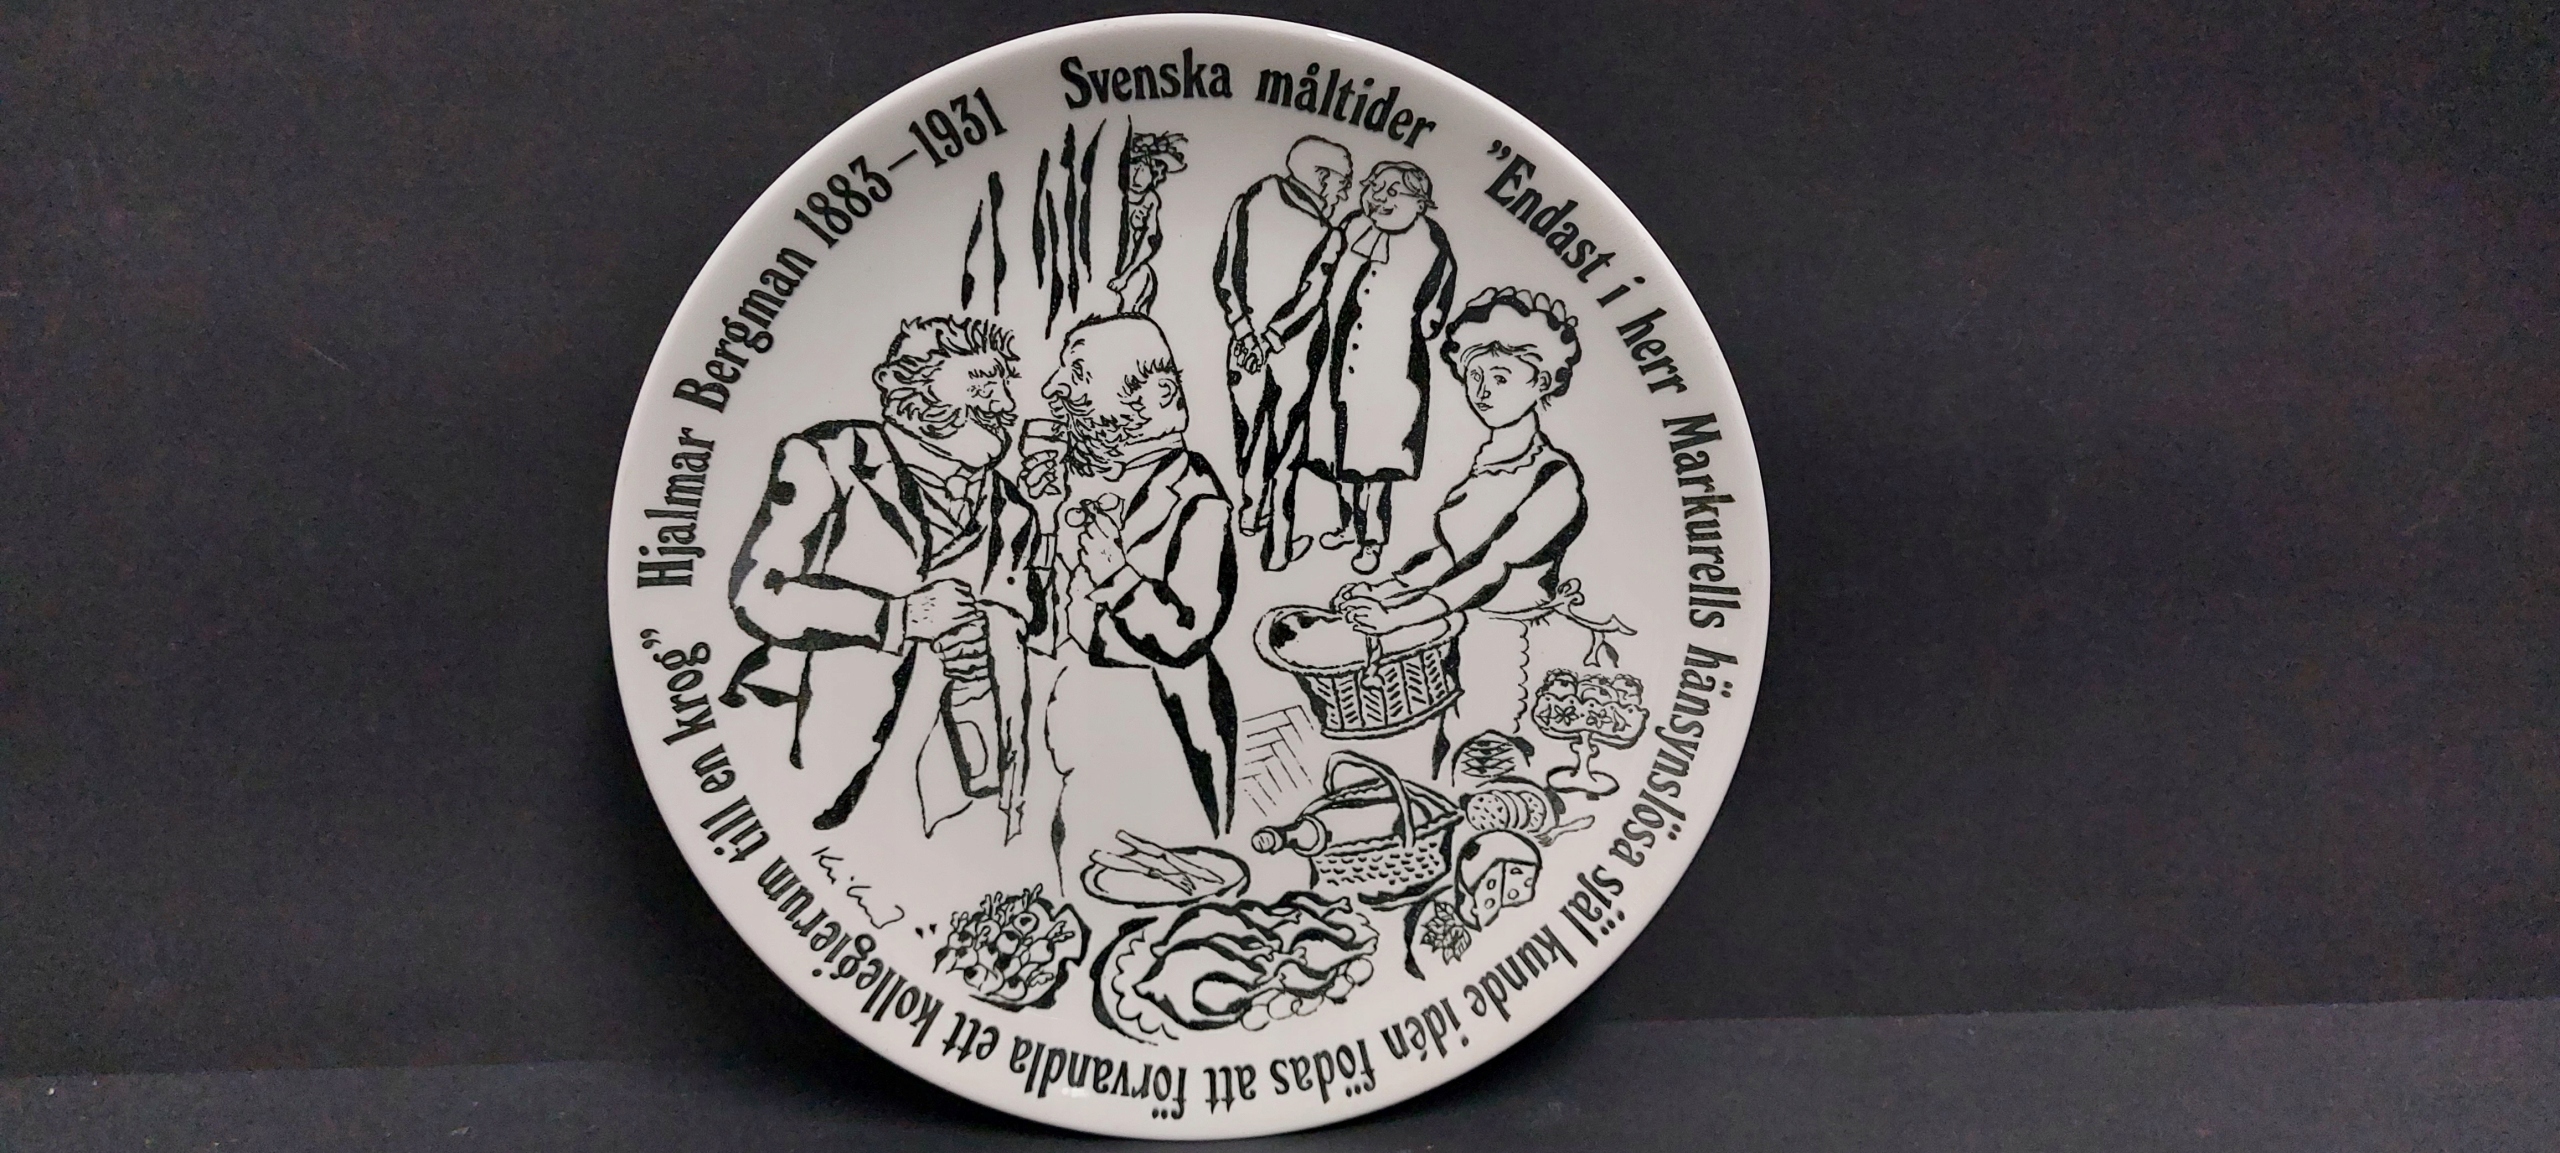 Svenska måltider
"Endast i herr Markurells hänsynslösa själ kunde idén födas att förvandla ett kollegierum till en krog"
Hjalmar Bergman 1883–1931